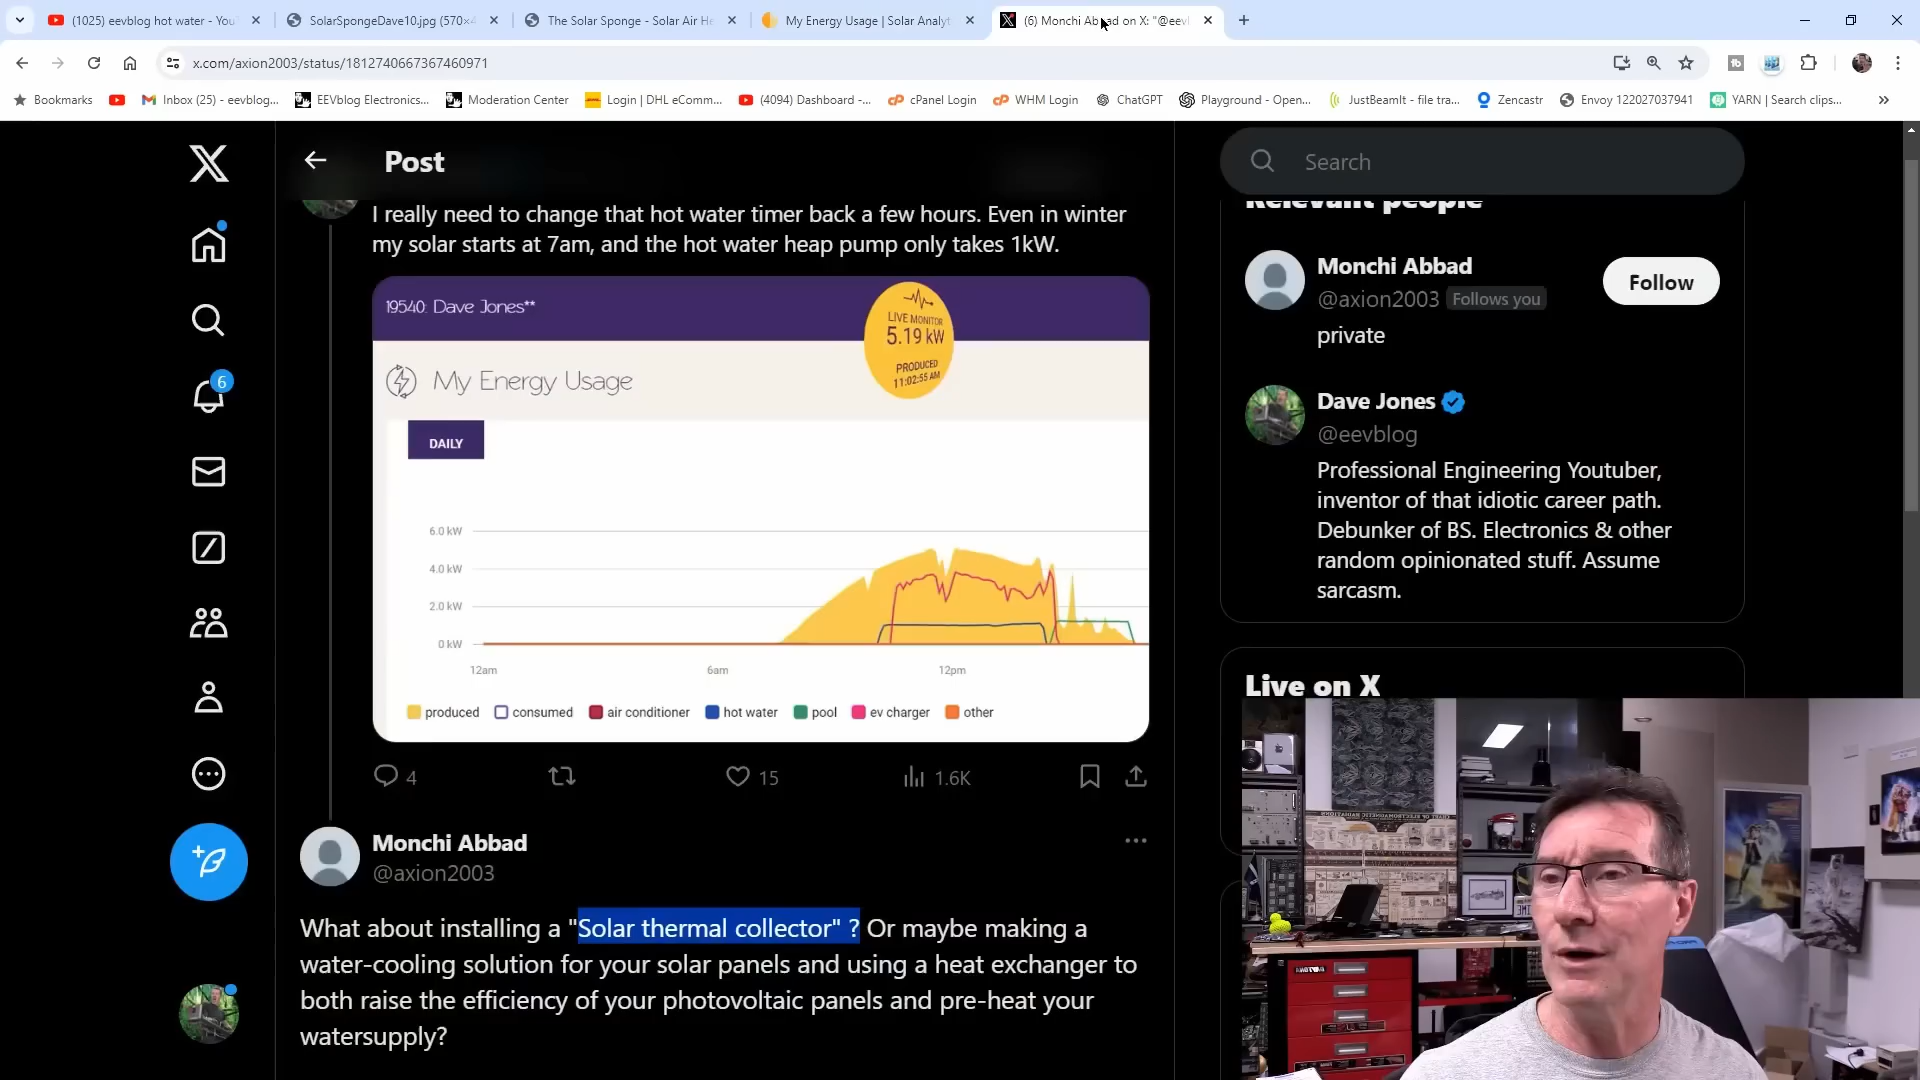 (1025) eevblog hot water - You
SolarSpongeDave10.jpg (570×4
The Solar Sponge - Solar Air He
My Energy Usage | Solar Analyt
(6) Monchi Abbad on X: "@eevl
x.com/axion2003/status/1812740667367460971
Bookmarks
Inbox (25) - eevblog...
EEVblog Electronics...
Moderation Center
Login | DHL eComm...
(4094) Dashboard -...
cPanel Login
WHM Login
ChatGPT
Playground - Open...
JustBeamIt - file tra...
Zencastr
Envoy 122027037941
YARN | Search clips...
Post
I really need to change that hot water timer back a few hours. Even in winter
my solar starts at 7am, and the hot water heap pump only takes 1kW.
19540: Dave Jones**
LIVE MONITOR
5.19 kW
PRODUCED
11:02:55 AM
My Energy Usage
DAILY
6.0 kW
4.0 kW
2.0 kW
0 kW
12am
6am
12pm
produced
consumed
air conditioner
hot water
pool
ev charger
other
4
15
1.6K
Monchi Abbad
@axion2003
What about installing a "Solar thermal collector" ? Or maybe making a
water-cooling solution for your solar panels and using a heat exchanger to
both raise the efficiency of your photovoltaic panels and pre-heat your
watersupply?
6
Search
Relevant people
Monchi Abbad
@axion2003 Follows you
private
Follow
Dave Jones
@eevblog
Professional Engineering Youtuber,
inventor of that idiotic career path.
Debunker of BS. Electronics & other
random opinionated stuff. Assume
sarcasm.
Live on X